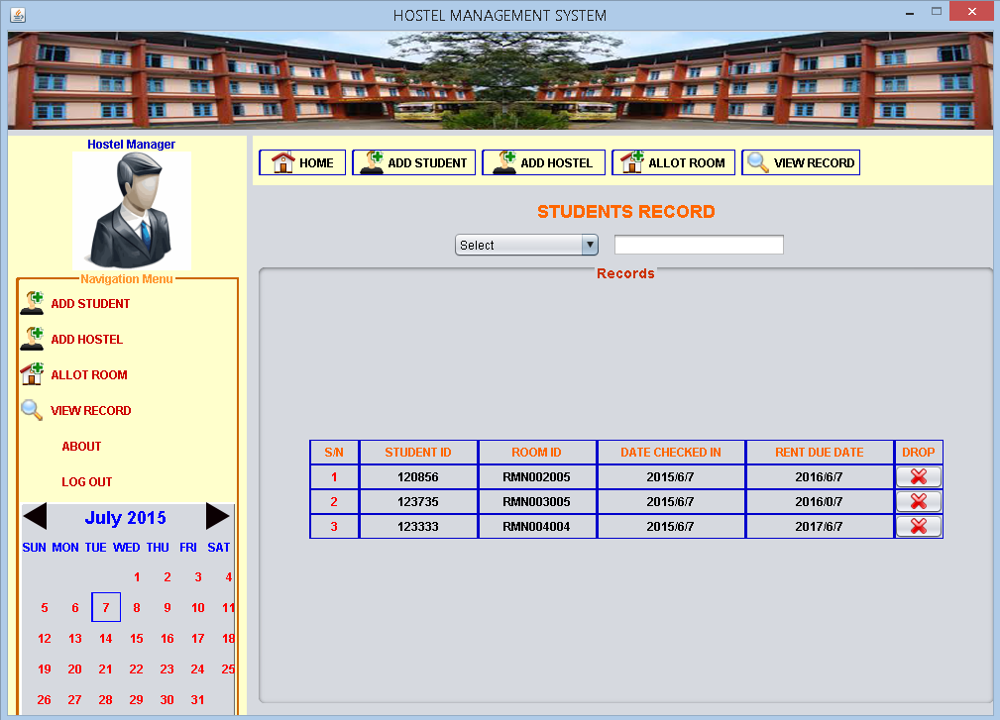 HOSTEL MANAGEMENT SYSTEM
Hostel Manager
HOME ADD STUDENT ADD HOSTEL ALLOT ROOM VIEW RECORD
STUDENTS RECORD
Select
Navigation Menu
ADD STUDENT
ADD HOSTEL
ALLOT ROOM
VIEW RECORD
ABOUT
LOG OUT
July 2015
SUN MON TUE WED THU FRI SAT
1 2 3 4
5 6 7 8 9 10 11
12 13 14 15 16 17 18
19 20 21 22 23 24 25
26 27 28 29 30 31
Records
S/N STUDENT ID ROOM ID DATE CHECKED IN RENT DUE DATE DROP
1 120856 RMN002005 2015/6/7 2016/6/7
2 123735 RMN003005 2015/6/7 2016/0/7
3 123333 RMN004004 2015/6/7 2017/6/7